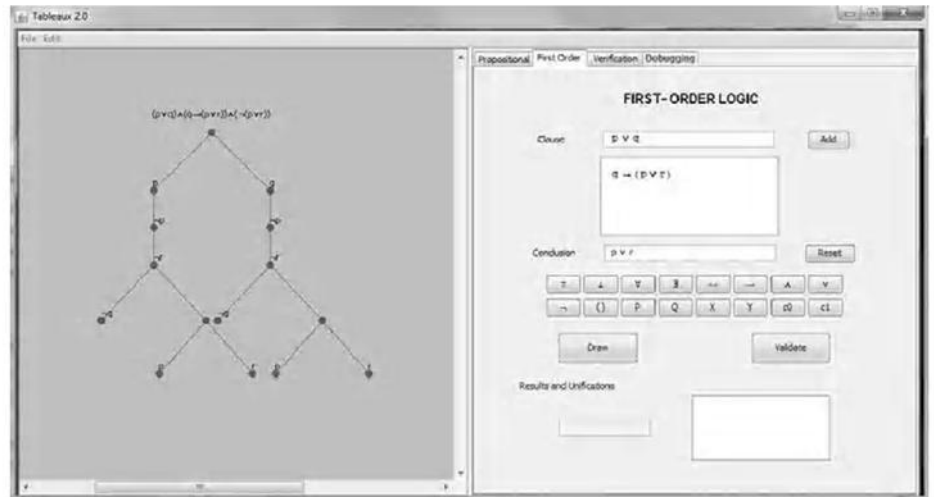 Tableaux 2.0
File Edit
(p∨q)∧(q→(p∨r))∧(¬(p∨r))
p q
¬p ¬p
¬r ¬r
¬q ¬q
p r p r
Propositional First Order Verification Debugging
FIRST-ORDER LOGIC
Clause p ∨ q Add
q → (p ∨ r)
Conclusion p ∨ r Reset
⊤ ⊥ ∀ ∃ ↔ → ∧ ∨
¬ () P Q X Y c0 c1
Draw Validate
Results and Unifications